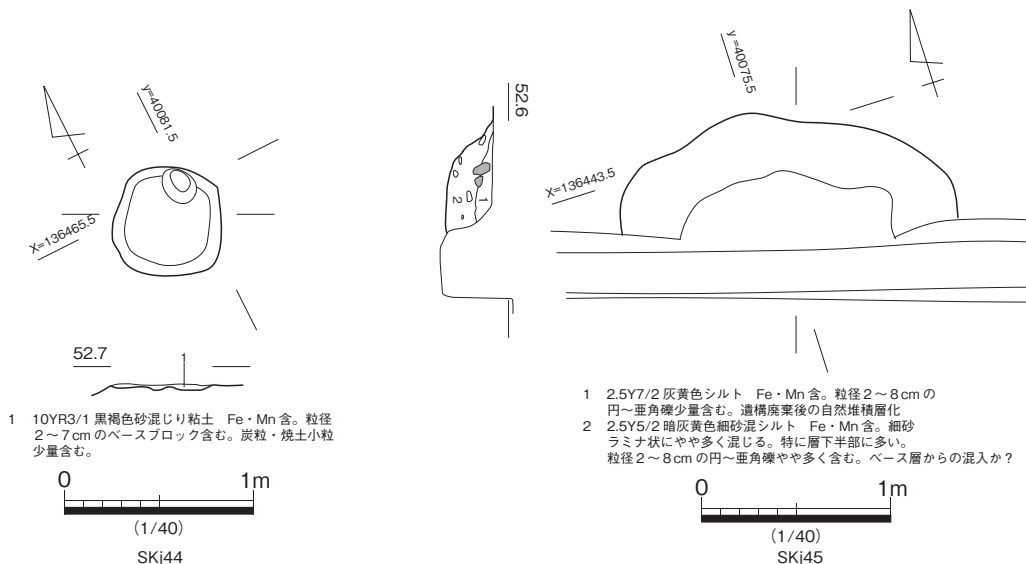 y=40081.5
X=136465.5
52.7
1
1 10YR3/1 黒褐色砂混じり粘土 Fe・Mn 含。粒径
2～7cm のベースブロック含む。炭粒・焼土小粒
少量含む。
0 1m
(1/40)
SKj44
52.6
1
2
y=40075.5
X=136443.5
1 2.5Y7/2 灰黄色シルト Fe・Mn 含。粒径２～８cm の
円～亜角礫少量含む。遺構廃棄後の自然堆積層化
2 2.5Y5/2 暗灰黄色細砂混シルト Fe・Mn 含。細砂
ラミナ状にやや多く混じる。特に層下半部に多い。
粒径２～８cm の円～亜角礫やや多く含む。ベース層からの混入か？
0 1m
(1/40)
SKj45